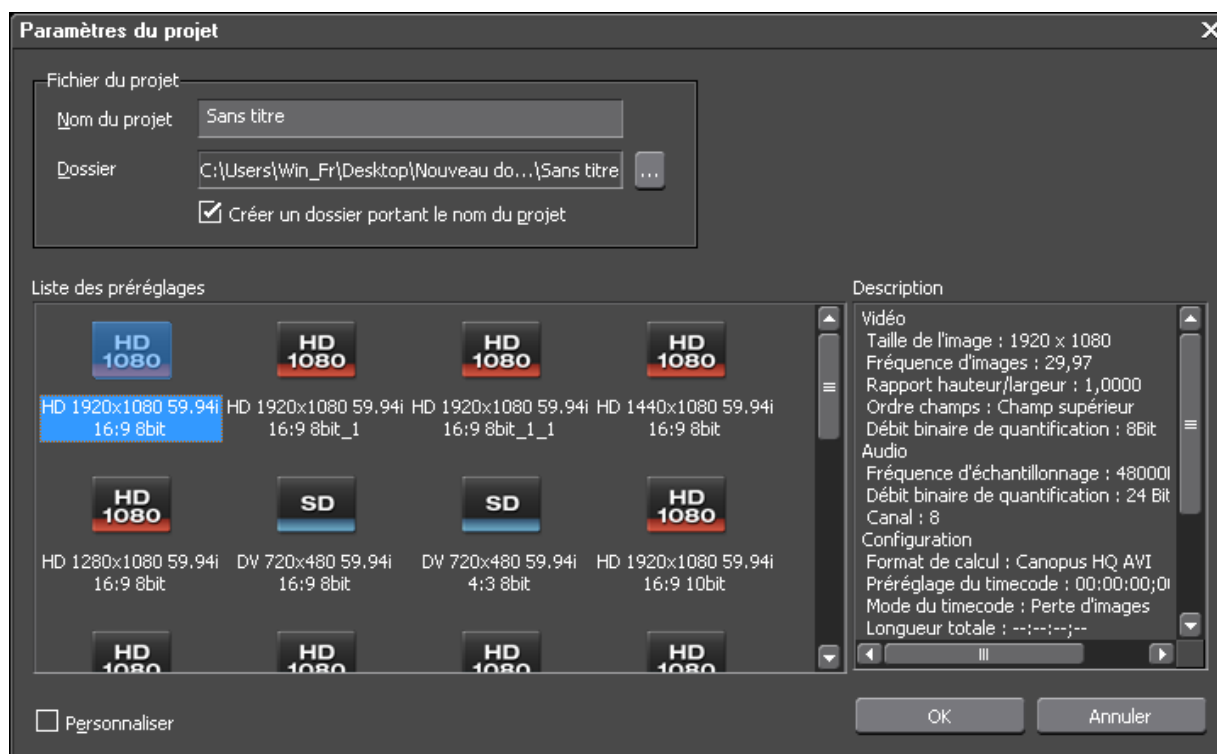 Paramètres du projet
Fichier du projet
Nom du projet
Sans titre
Dossier
C:\Users\Win_Fr\Desktop\Nouveau do...\Sans titre
...
Créer un dossier portant le nom du projet
Liste des préréglages
HD 1080
HD 1080
HD 1080
HD 1080
HD 1920x1080 59.94i 16:9 8bit
HD 1920x1080 59.94i 16:9 8bit_1
HD 1920x1080 59.94i 16:9 8bit_1_1
HD 1440x1080 59.94i 16:9 8bit
HD 1080
SD
SD
HD 1080
HD 1280x1080 59.94i 16:9 8bit
DV 720x480 59.94i 16:9 8bit
DV 720x480 59.94i 4:3 8bit
HD 1920x1080 59.94i 16:9 10bit
HD 1080
HD 1080
HD 1080
HD 1080
Description
Vidéo
Taille de l'image : 1920 x 1080
Fréquence d'images : 29,97
Rapport hauteur/largeur : 1,0000
Ordre champs : Champ supérieur
Débit binaire de quantification : 8Bit
Audio
Fréquence d'échantillonnage : 48000
Débit binaire de quantification : 24 Bit
Canal : 8
Configuration
Format de calcul : Canopus HQ AVI
Préréglage du timecode : 00:00:00;0
Mode du timecode : Perte d'images
Longueur totale : --:--:--;--
Personnaliser
OK
Annuler